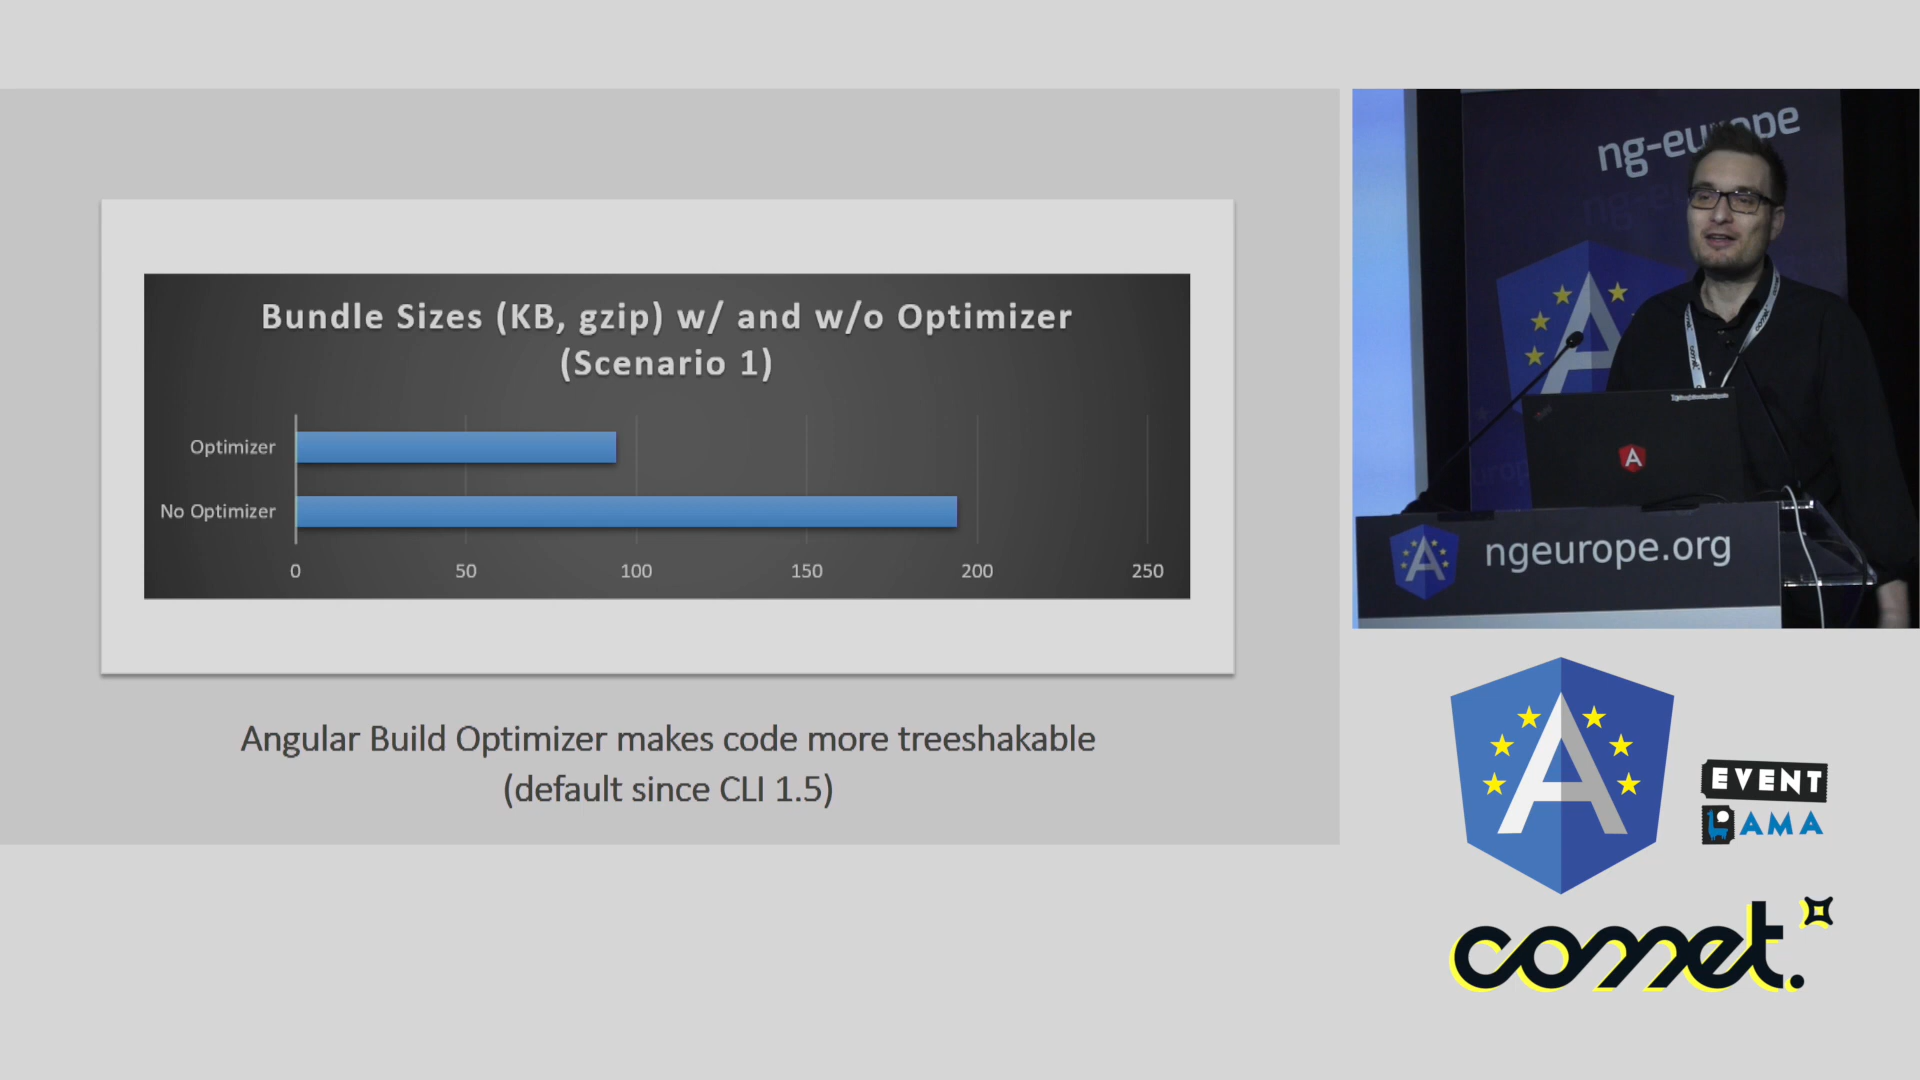 Bundle Sizes (KB, gzip) w/ and w/o Optimizer
(Scenario 1)
Optimizer
No Optimizer
0 50 100 150 200 250
Angular Build Optimizer makes code more treeshakable
(default since CLI 1.5)
ng-europe
ngeurope.org
EVENT
LAMA
comet.